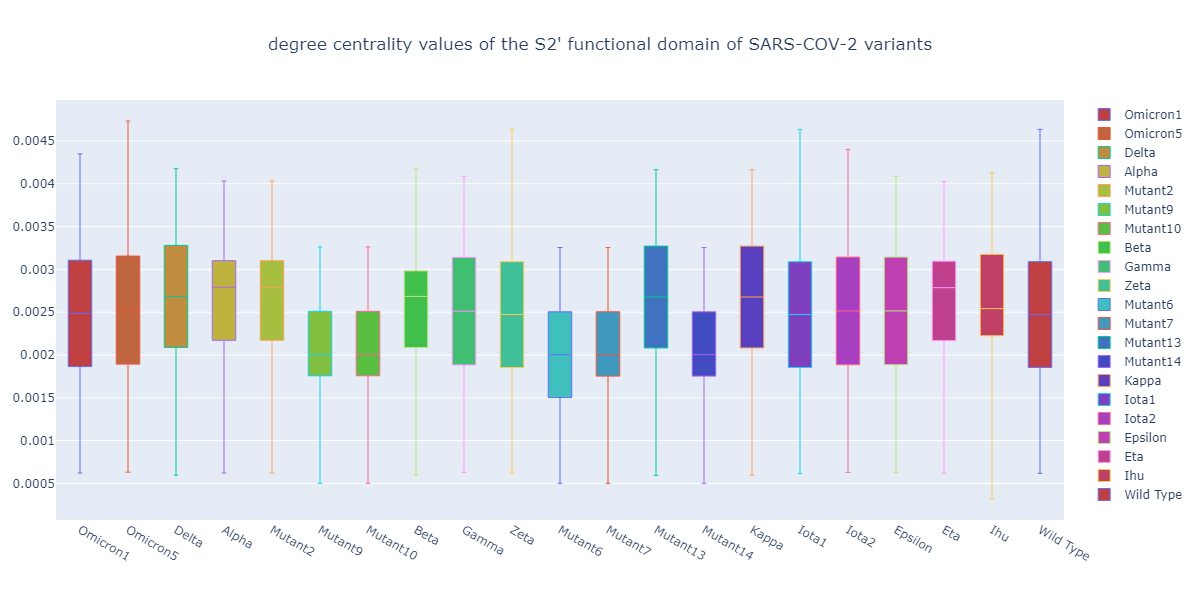 degree centrality values of the S2' functional domain of SARS-COV-2 variants
0.0045
0.004
0.0035
0.003
0.0025
0.002
0.0015
0.001
0.0005
Omicron1
Omicron5
Delta
Alpha
Mutant2
Mutant9
Mutant10
Beta
Gamma
Zeta
Mutant6
Mutant7
Mutant13
Mutant14
Kappa
Iota1
Iota2
Epsilon
Eta
Ihu
Wild Type
Omicron1
Omicron5
Delta
Alpha
Mutant2
Mutant9
Mutant10
Beta
Gamma
Zeta
Mutant6
Mutant7
Mutant13
Mutant14
Kappa
Iota1
Iota2
Epsilon
Eta
Ihu
Wild Type